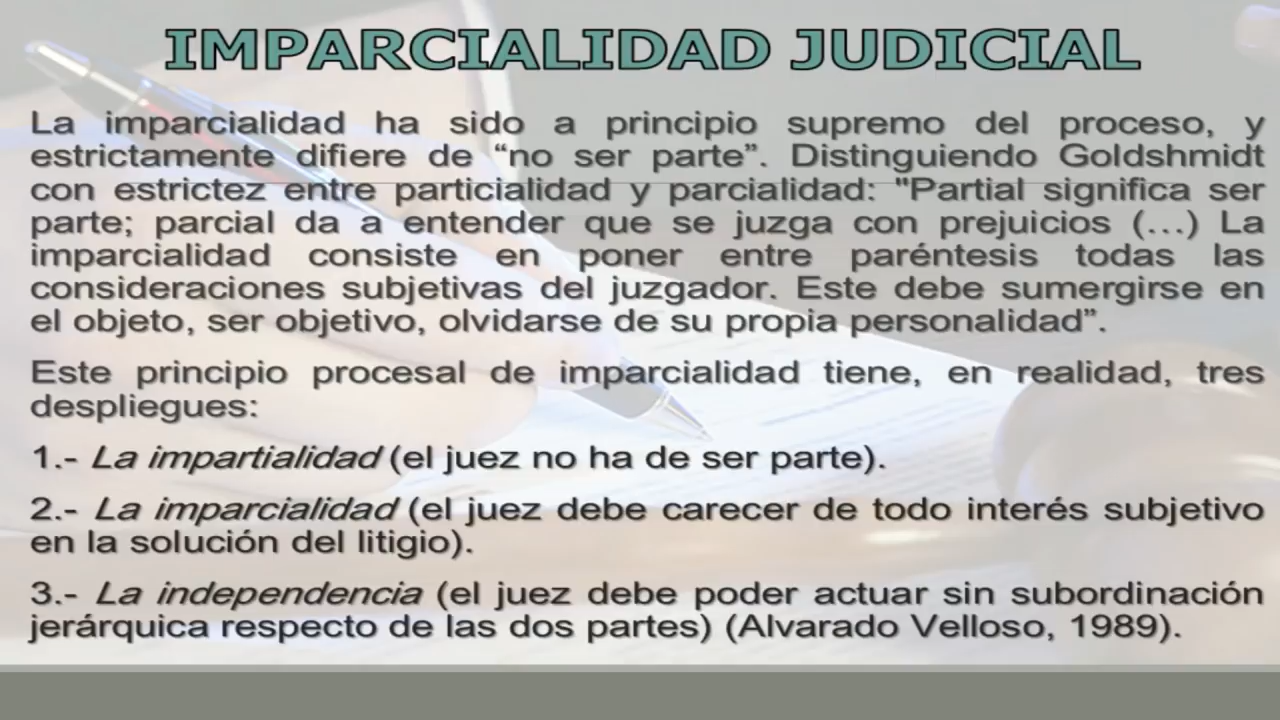 IMPARCIALIDAD JUDICIAL
La imparcialidad ha sido a principio supremo del proceso, y
estrictamente difiere de “no ser parte”. Distinguiendo Goldshmidt
con estrictez entre particialidad y parcialidad: "Partial significa ser
parte; parcial da a entender que se juzga con prejuicios (…) La
imparcialidad consiste en poner entre paréntesis todas las
consideraciones subjetivas del juzgador. Este debe sumergirse en
el objeto, ser objetivo, olvidarse de su propia personalidad”.
Este principio procesal de imparcialidad tiene, en realidad, tres
despliegues:
1.- La impartialidad (el juez no ha de ser parte).
2.- La imparcialidad (el juez debe carecer de todo interés subjetivo
en la solución del litigio).
3.- La independencia (el juez debe poder actuar sin subordinación
jerárquica respecto de las dos partes) (Alvarado Velloso, 1989).